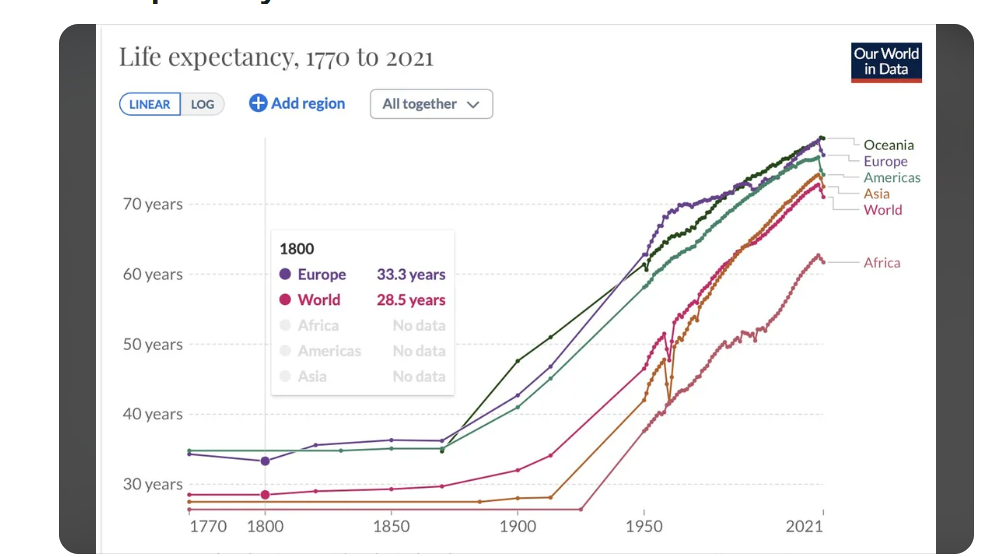 Life expectancy, 1770 to 2021
Our World
in Data
LINEAR LOG
Add region
All together
Oceania
Europe
Americas
Asia
World
Africa
70 years
60 years
50 years
40 years
30 years
1800
Europe 33.3 years
World 28.5 years
Africa No data
Americas No data
Asia No data
1770 1800 1850 1900 1950 2021